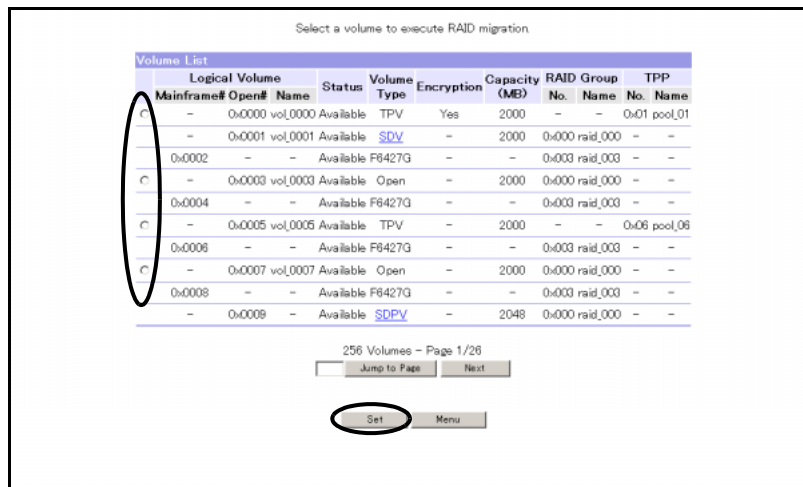 Select a volume to execute RAID migration.
Volume List
Logical Volume Status Volume Type Encryption Capacity (MB) RAID Group TPP
Mainframe# Open# Name No. Name No. Name
- 0x0000 vol_0000 Available TPV Yes 2000 - - 0x01 pool_01
- 0x0001 vol_0001 Available SDV - 2000 0x000 raid_000 - -
0x0002 - - Available F6427G - - 0x003 raid_003 - -
- 0x0003 vol_0003 Available Open - 2000 0x000 raid_000 - -
0x0004 - - Available F6427G - - 0x003 raid_003 - -
- 0x0005 vol_0005 Available TPV - 2000 - - 0x06 pool_06
0x0006 - - Available F6427G - - 0x003 raid_003 - -
- 0x0007 vol_0007 Available Open - 2000 0x000 raid_000 - -
0x0008 - - Available F6427G - - 0x003 raid_003 - -
- 0x0009 - Available SDPV - 2048 0x000 raid_000 - -
256 Volumes - Page 1/26
Jump to Page Next
Set Menu